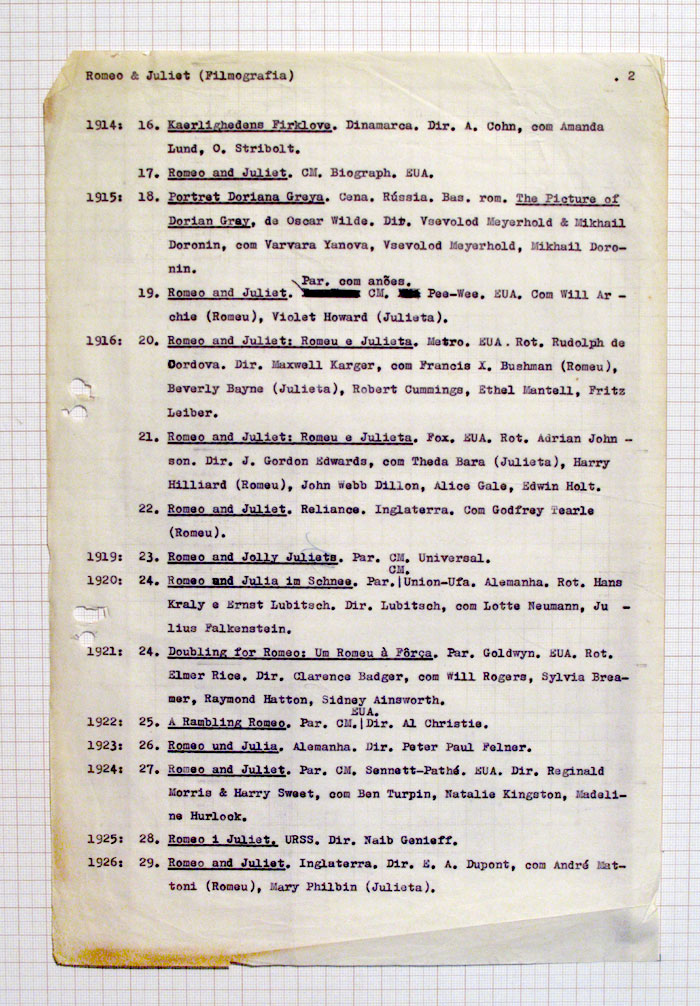 Romeo & Juliet (Filmografia) . 2
1914: 16. Kaerlighedens Firklove. Dinamarca. Dir. A. Cohn, com Amanda
Lund, O. Stribolt.
17. Romeo and Juliet. CM. Biograph. EUA.
1915: 18. Portret Doriana Greya. Cena. Rússia. Bas. rom. The Picture of
Dorian Gray, de Oscar Wilde. Dir. Vsevolod Meyerhold & Mikhail
Doronin, com Varvara Yanova, Vsevolod Meyerhold, Mikhail Doro-
nin.
Par. com anões.
19. Romeo and Juliet. CM. Pee-Wee. EUA. Com Will Ar -
chie (Romeu), Violet Howard (Julieta).
1916: 20. Romeo and Juliet: Romeu e Julieta. Metro. EUA. Rot. Rudolph de
Cordova. Dir. Maxwell Karger, com Francis X. Bushman (Romeu),
Beverly Bayne (Julieta), Robert Cummings, Ethel Mantell, Fritz
Leiber.
21. Romeo and Juliet: Romeu e Julieta. Fox. EUA. Rot. Adrian John -
son. Dir. J. Gordon Edwards, com Theda Bara (Julieta), Harry
Hilliard (Romeu), John Webb Dillon, Alice Gale, Edwin Holt.
22. Romeo and Juliet. Reliance. Inglaterra. Com Godfrey Tearle
(Romeu).
1919: 23. Romeo and Jolly Juliets. Par. CM. Universal.
CM.
1920: 24. Romeo und Julia im Schnee. Par.|Union-Ufa. Alemanha. Rot. Hans
Kraly e Ernst Lubitsch. Dir. Lubitsch, com Lotte Neumann, Ju -
lius Falkenstein.
1921: 24. Doubling for Romeo: Um Romeu à Fôrça. Par. Goldwyn. EUA. Rot.
Elmer Rice. Dir. Clarence Badger, com Will Rogers, Sylvia Brea-
mer, Raymond Hatton, Sidney Ainsworth.
EUA.
1922: 25. A Rambling Romeo. Par. CM.|Dir. Al Christie.
1923: 26. Romeo und Julia. Alemanha. Dir. Peter Paul Felner.
1924: 27. Romeo and Juliet. Par. CM. Sennett-Pathé. EUA. Dir. Reginald
Morris & Harry Sweet, com Ben Turpin, Natalie Kingston, Madeli-
ne Hurlock.
1925: 28. Romeo i Juliet. URSS. Dir. Naib Genieff.
1926: 29. Romeo and Juliet. Inglaterra. Dir. E. A. Dupont, com André Mat-
toni (Romeu), Mary Philbin (Julieta).